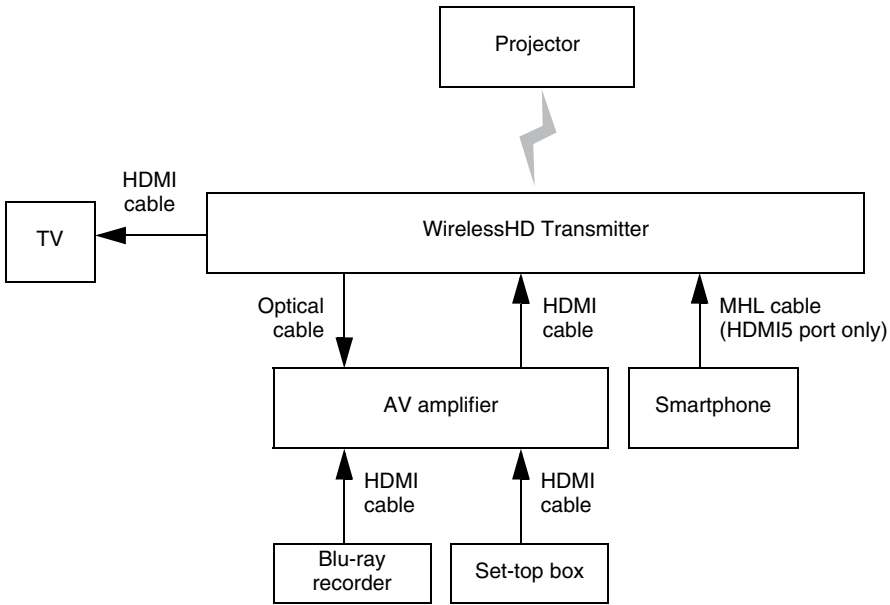 Projector
HDMI
cable
TV
WirelessHD Transmitter
Optical
cable
HDMI
cable
MHL cable
(HDMI5 port only)
AV amplifier
Smartphone
HDMI
cable
HDMI
cable
Blu-ray
recorder
Set-top box